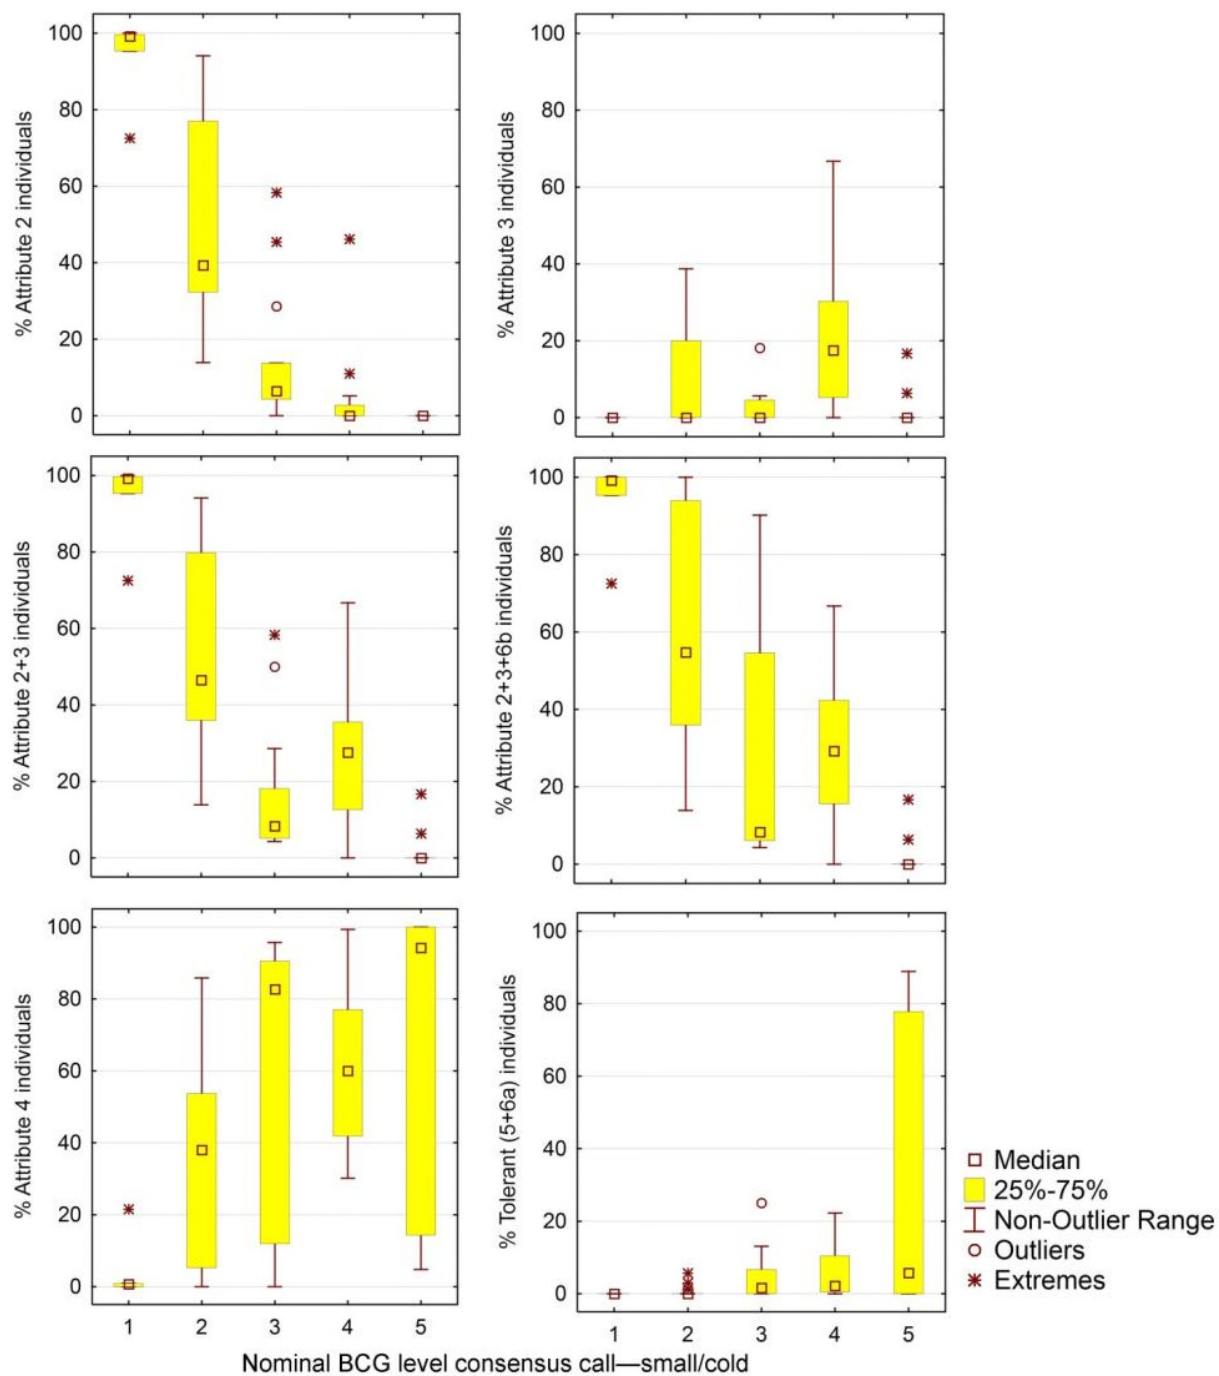 % Attribute 2 individuals
100
80
60
40
20
0
% Attribute 3 individuals
100
80
60
40
20
0
% Attribute 2+3 individuals
100
80
60
40
20
0
% Attribute 2+3+6b individuals
100
80
60
40
20
0
% Attribute 4 individuals
100
80
60
40
20
0
1 2 3 4 5
% Tolerant (5+6a) individuals
100
80
60
40
20
0
1 2 3 4 5
Median
25%-75%
Non-Outlier Range
Outliers
Extremes
Nominal BCG level consensus call—small/cold